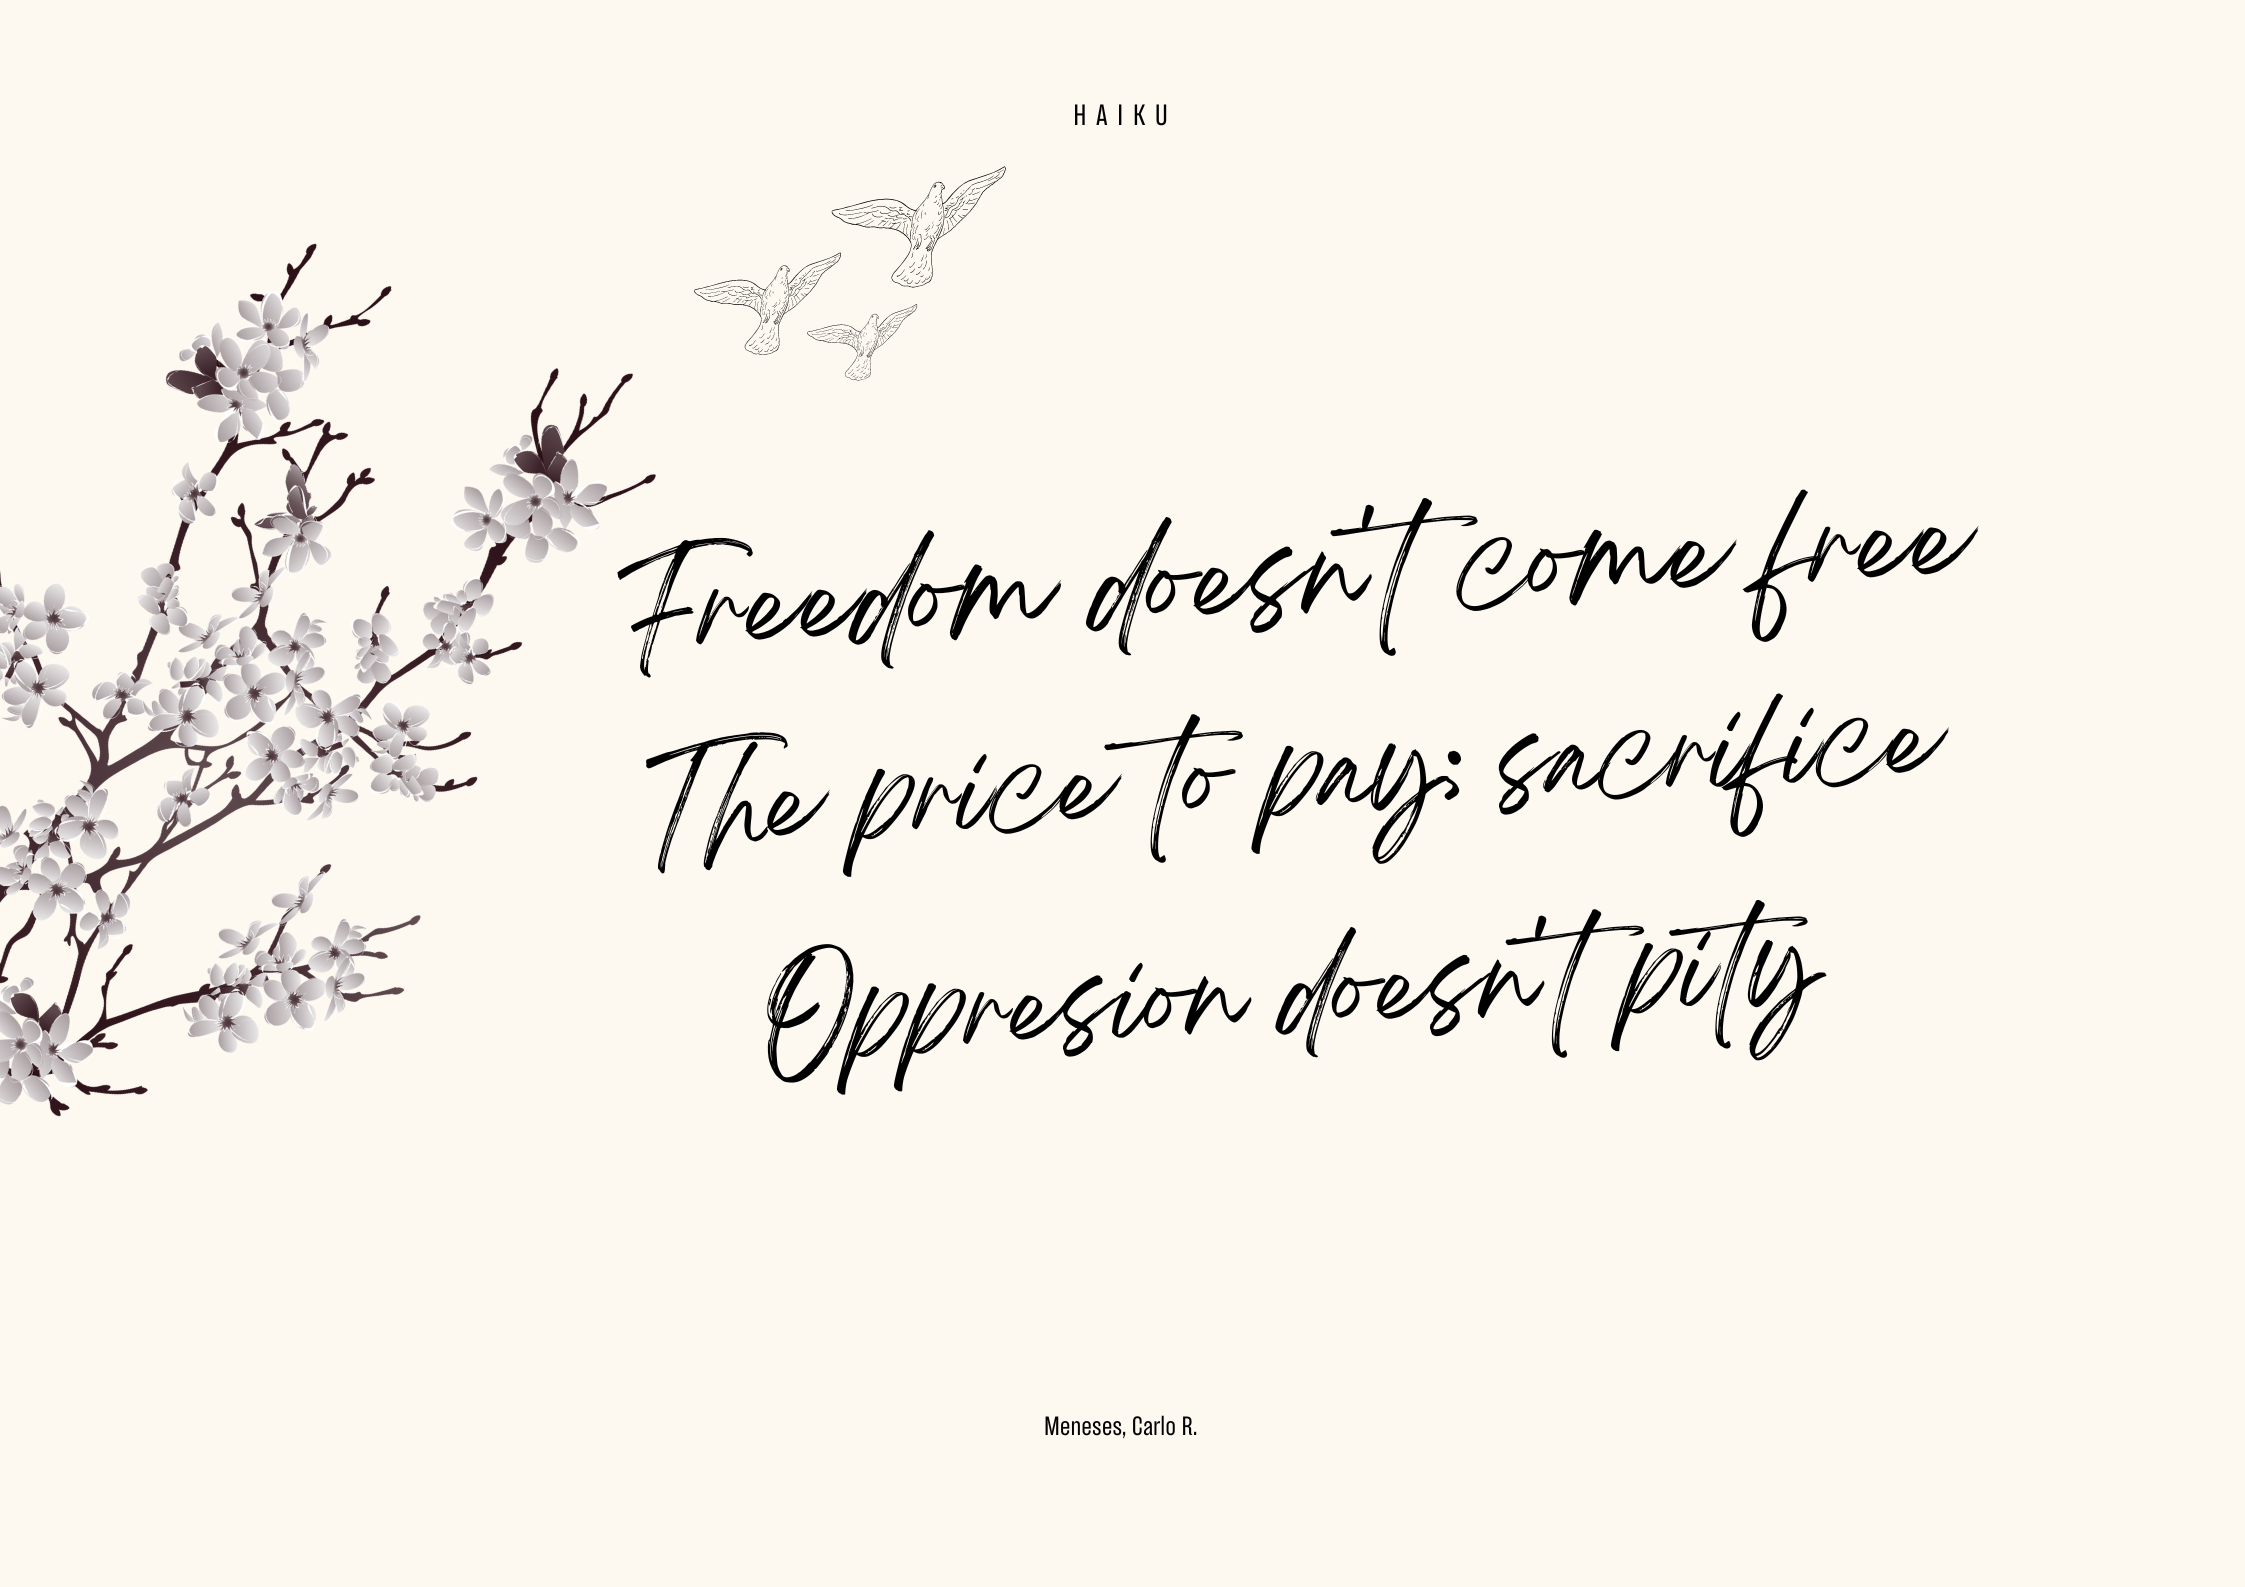 HAIKU
Freedom doesn't come free
The price to pay; sacrifice
Oppresion doesn't pity
Meneses, Carlo R.